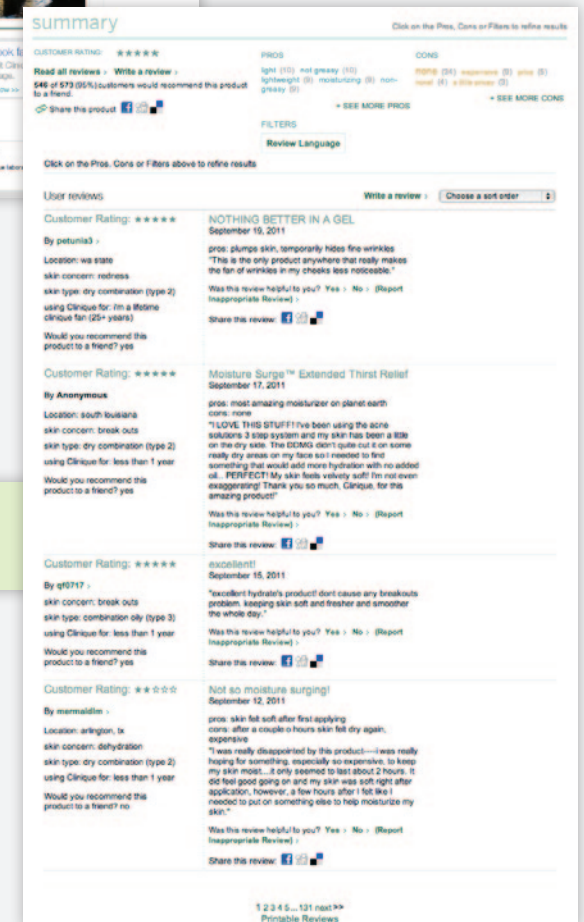 summary
Click on the Pros, Cons or Filters to refine results
CUSTOMER RATING: ★★★★★
Read all reviews › Write a review ›
546 of 573 (95%) customers would recommend this product
to a friend.
Share this product
PROS
light (10) not greasy (10)
lightweight (9) moisturizing (9) non-
greasy (9)
+ SEE MORE PROS
CONS
none (34) expensive (9) price (5)
(4) (3)
+ SEE MORE CONS
FILTERS
Review Language
Click on the Pros, Cons or Filters above to refine results
User reviews
Write a review › Choose a sort order
Customer Rating: ★★★★★
By petunia3 ›
Location: wa state
skin concern: redness
skin type: dry combination (type 2)
using Clinique for: i'm a lifetime
clinique fan (25+ years)
Would you recommend this
product to a friend? yes
NOTHING BETTER IN A GEL
September 19, 2011
pros: plumps skin, temporarily hides fine wrinkles
"This is the only product anywhere that really makes
the fan of wrinkles in my cheeks less noticeable."
Was this review helpful to you? Yes › No › (Report
Inappropriate Review) ›
Share this review:
Customer Rating: ★★★★★
By Anonymous
Location: south louisiana
skin concern: break outs
skin type: dry combination (type 2)
using Clinique for: less than 1 year
Would you recommend this
product to a friend? yes
Moisture Surge™ Extended Thirst Relief
September 17, 2011
pros: most amazing moisturizer on planet earth
cons: none
"I LOVE THIS STUFF! I've been using the acne
solutions 3 step system and my skin has been a little
on the dry side. The DDMG didn't quite cut it on some
really dry areas on my face so I needed to find
something that would add more hydration with no added
oil... PERFECT! My skin feels velvety soft! I'm not even
exaggerating! Thank you so much, Clinique, for this
amazing product!"
Was this review helpful to you? Yes › No › (Report
Inappropriate Review) ›
Share this review:
Customer Rating: ★★★★★
By qf0717 ›
skin concern: break outs
skin type: combination oily (type 3)
using Clinique for: less than 1 year
Would you recommend this
product to a friend? yes
excellent!
September 15, 2011
"excellent hydrate's product! dont cause any breakouts
problem. keeping skin soft and fresher and smoother
the whole day."
Was this review helpful to you? Yes › No › (Report
Inappropriate Review) ›
Share this review:
Customer Rating: ★★☆☆☆
By mermaidlm ›
Location: arlington, tx
skin concern: dehydration
skin type: dry combination (type 2)
using Clinique for: less than 1 year
Would you recommend this
product to a friend? no
Not so moisture surging!
September 12, 2011
pros: skin felt soft after first applying
cons: after a couple o hours skin felt dry again,
expensive
"I was really disappointed by this product----i was really
hoping for something, especially so expensive, to keep
my skin moist....it only seemed to last about 2 hours. It
did feel good going on and my skin was soft right after
application, however, a few hours after I felt like I
needed to put on something else to help moisturize my
skin."
Was this review helpful to you? Yes › No › (Report
Inappropriate Review) ›
Share this review:
1 2 3 4 5 ... 131 next >>
Printable Reviews